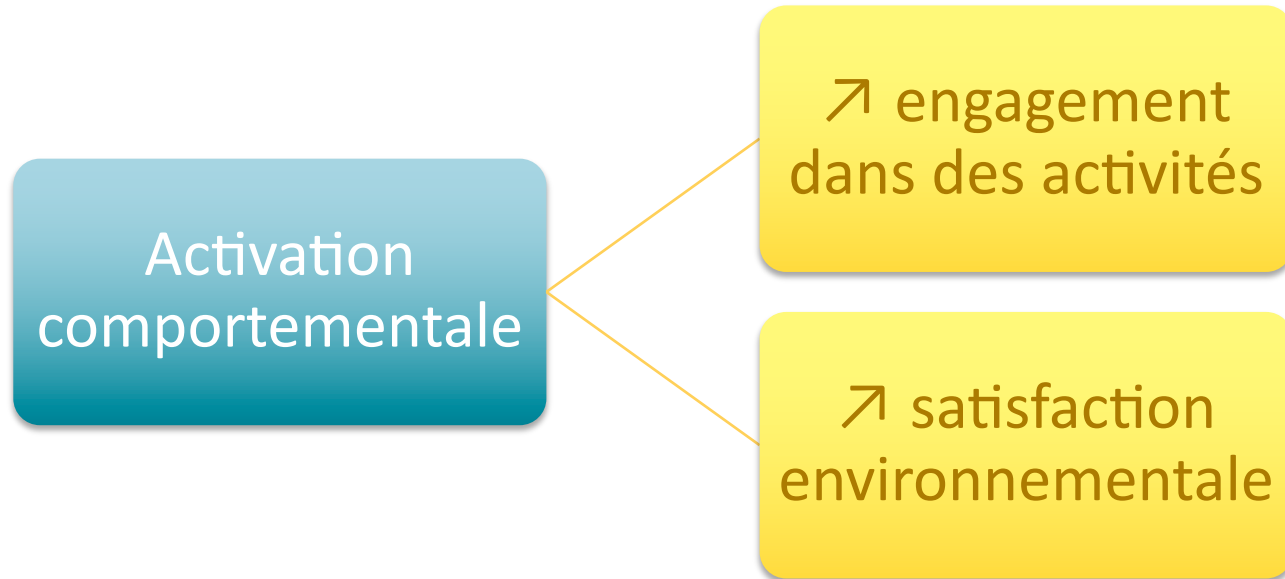 Activation
comportementale
↗ engagement
dans des activités
↗ satisfaction
environnementale